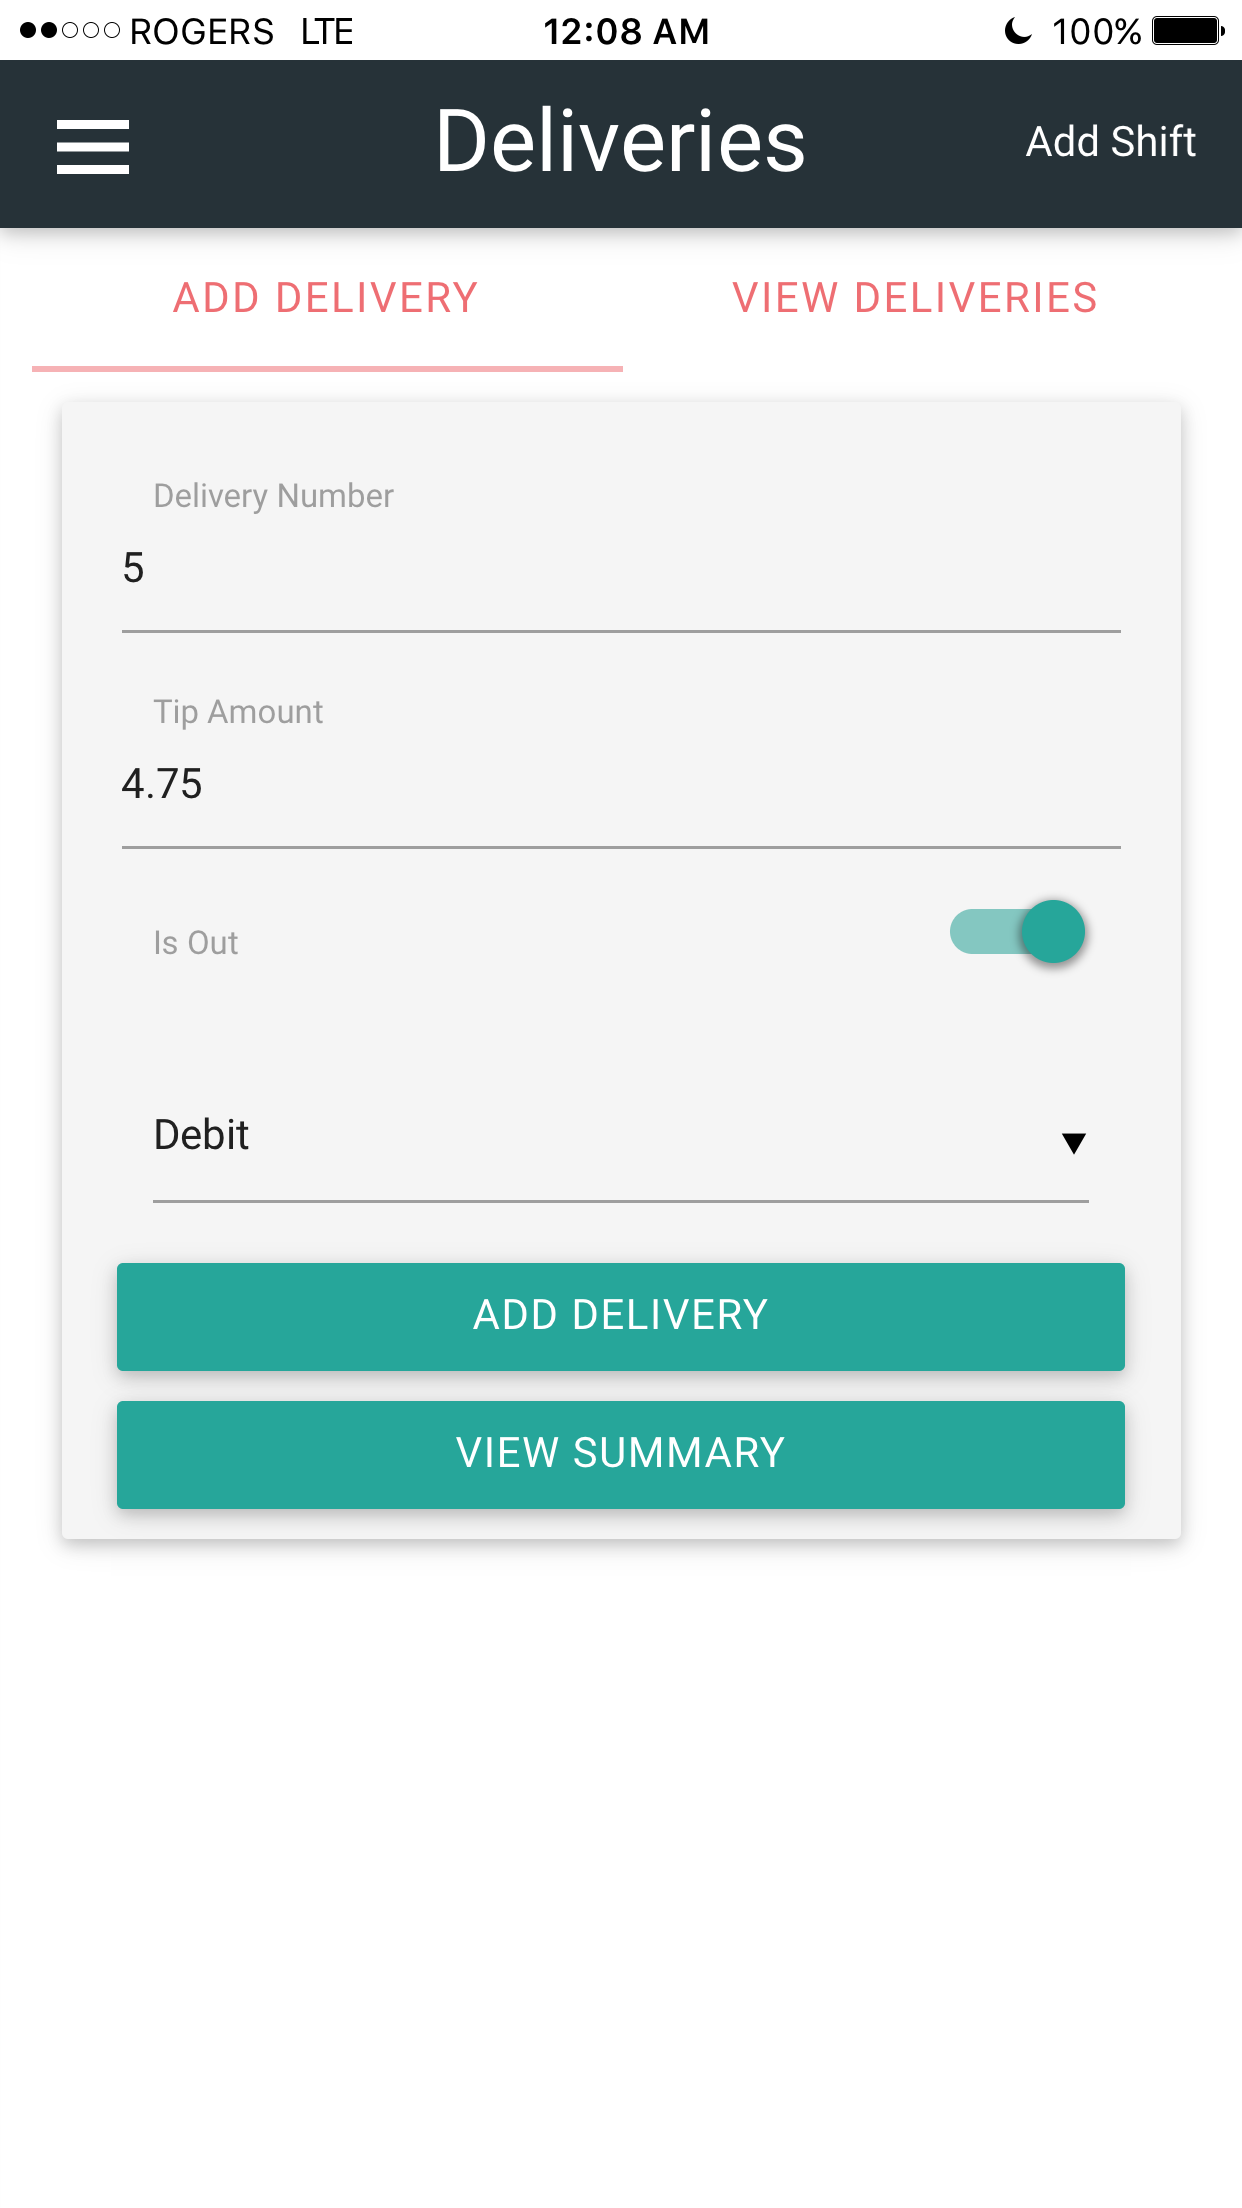 ROGERS LTE 12:08 AM 100%
Deliveries Add Shift
ADD DELIVERY VIEW DELIVERIES
Delivery Number
5
Tip Amount
4.75
Is Out
Debit
ADD DELIVERY
VIEW SUMMARY